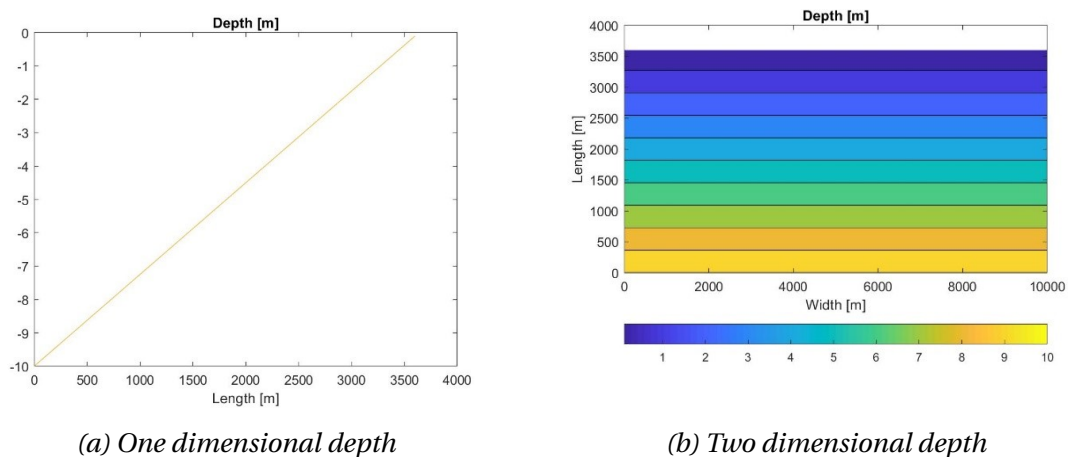 Depth [m]
0
-1
-2
-3
-4
-5
-6
-7
-8
-9
-10
0 500 1000 1500 2000 2500 3000 3500 4000
Length [m]
(a) One dimensional depth
Depth [m]
4000
3500
3000
2500
2000
1500
1000
500
0
Length [m]
0 2000 4000 6000 8000 10000
Width [m]
1 2 3 4 5 6 7 8 9 10
(b) Two dimensional depth